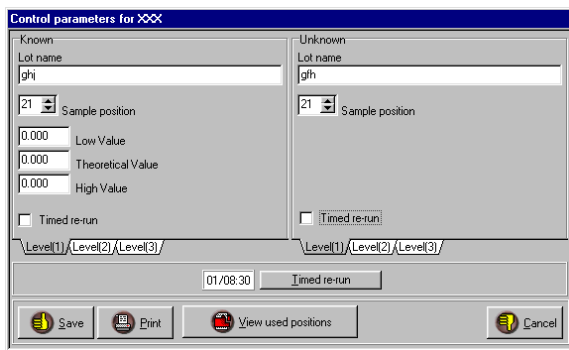 Control parameters for XXX
Known
Lot name
ghj
21 Sample position
0.000 Low Value
0.000 Theoretical Value
0.000 High Value
Timed re-run
Level(1) Level(2) Level(3)
Unknown
Lot name
gfh
21 Sample position
Timed re-run
Level(1) Level(2) Level(3)
01/08:30 Timed re-run
Save Print View used positions Cancel